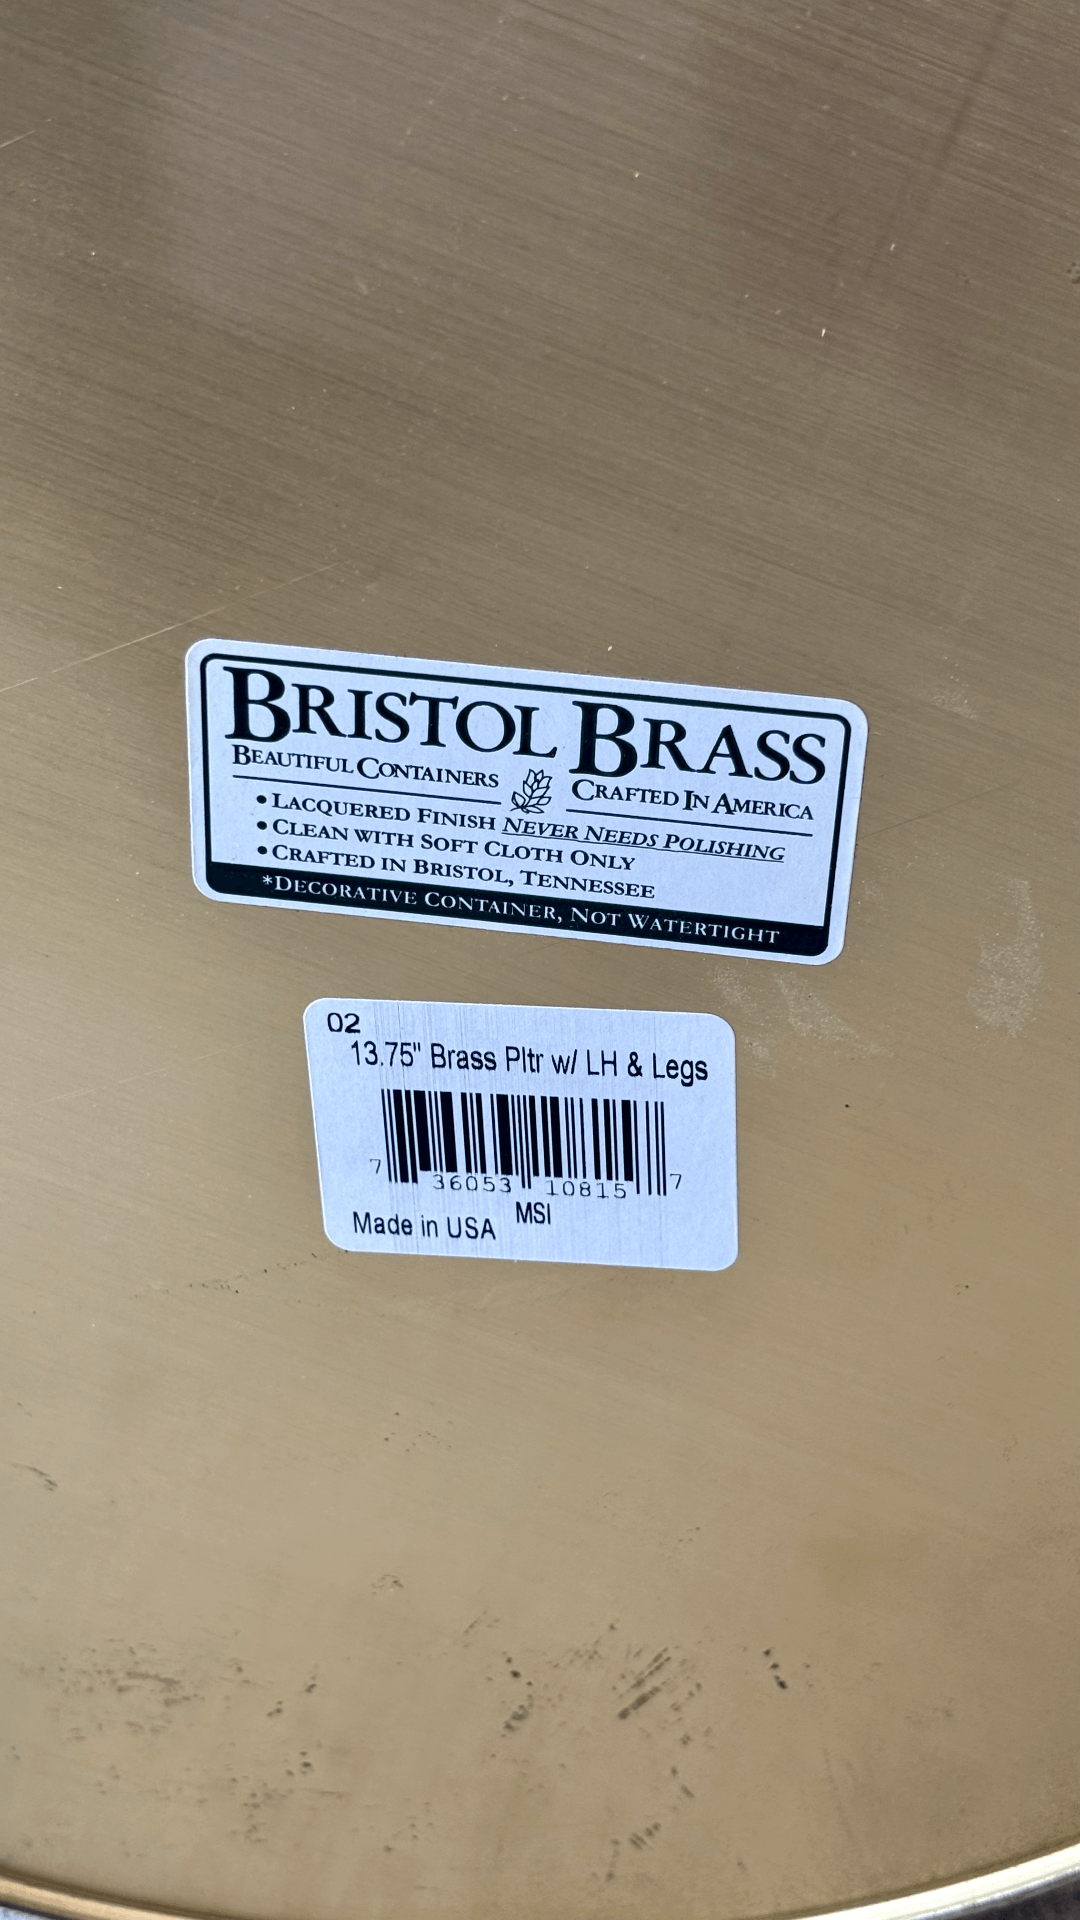 BRISTOL BRASS
BEAUTIFUL CONTAINERS CRAFTED IN AMERICA
• LACQUERED FINISH NEVER NEEDS POLISHING
• CLEAN WITH SOFT CLOTH ONLY
• CRAFTED IN BRISTOL, TENNESSEE
*DECORATIVE CONTAINER, NOT WATERTIGHT
02
13.75" Brass Pltr w/ LH & Legs
7 36053 10815 7
MSI
Made in USA